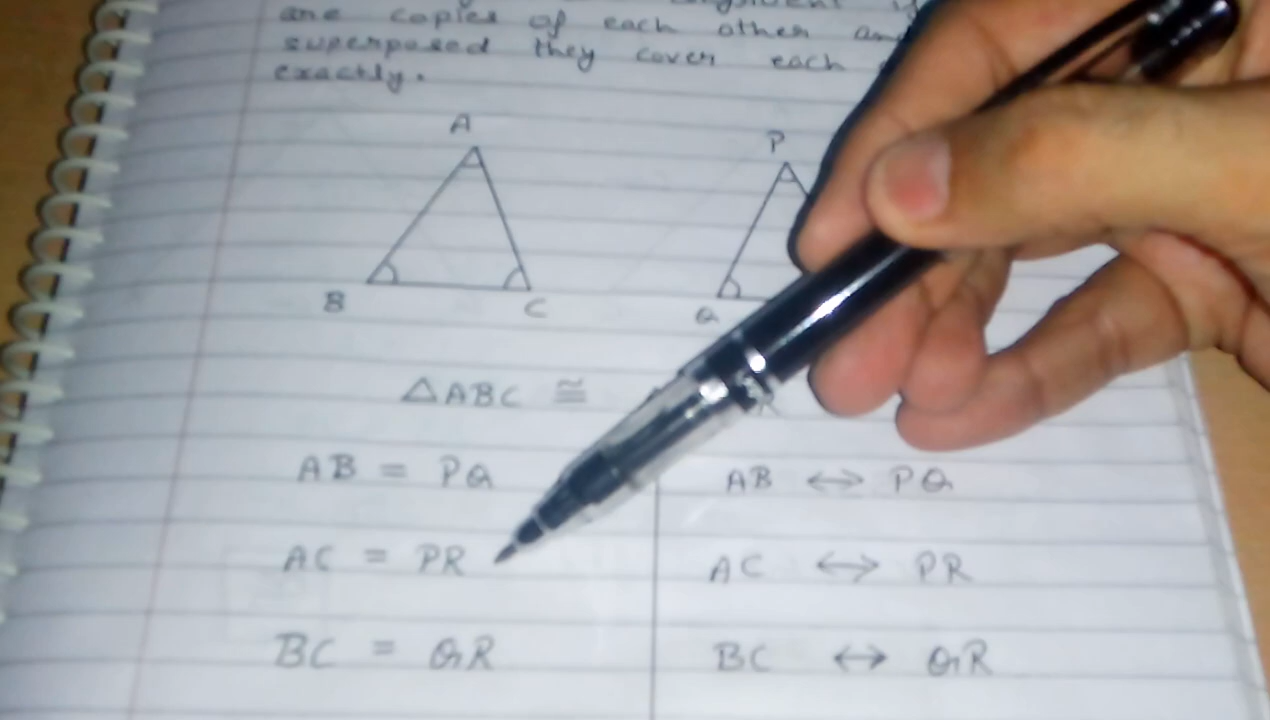 are copies of each other and
superposed they cover each
exactly.
A
P
B
C
Q
△ABC ≅
AB = PQ
AB ↔ PQ
AC = PR
AC ↔ PR
BC = QR
BC ↔ QR